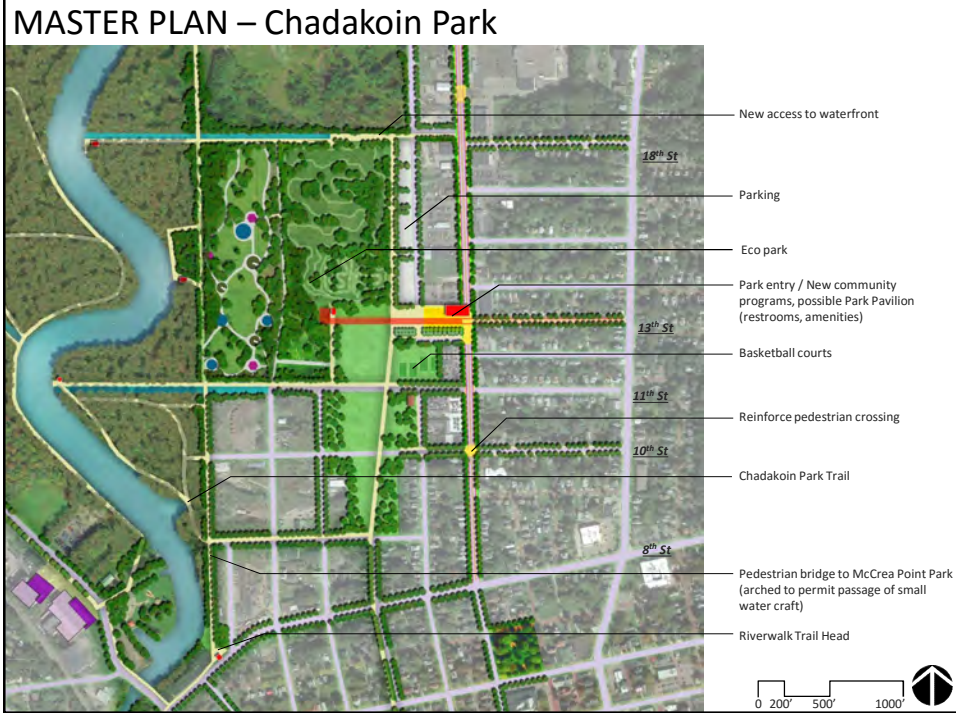 MASTER PLAN – Chadakoin Park
New access to waterfront
18th St
Parking
Eco park
Park entry / New community
programs, possible Park Pavilion
(restrooms, amenities)
13th St
Basketball courts
11th St
Reinforce pedestrian crossing
10th St
Chadakoin Park Trail
8th St
Pedestrian bridge to McCrea Point Park
(arched to permit passage of small
water craft)
Riverwalk Trail Head
0 200' 500' 1000'